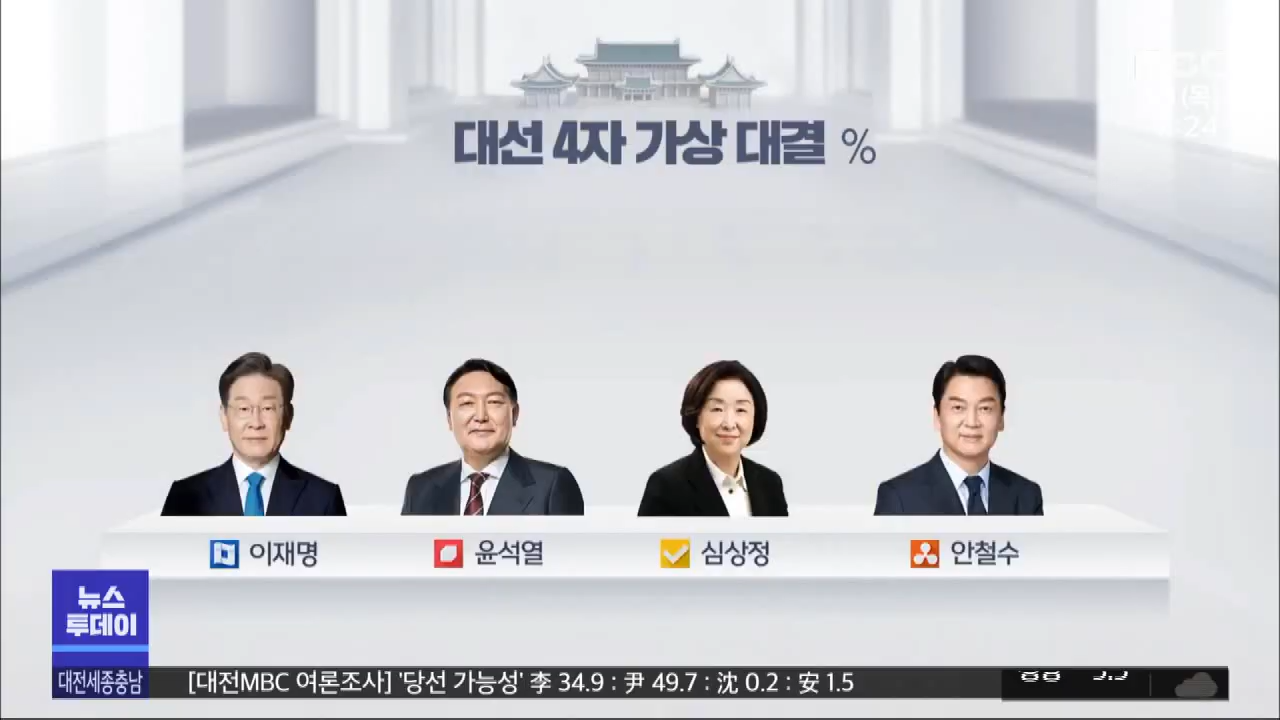 (목)
24
대선 4자 가상 대결 %
이재명
윤석열
심상정
안철수
뉴스
투데이
대전세종충남
[대전MBC 여론조사] '당선 가능성' 李 34.9 : 尹 49.7 : 沈 0.2 : 安 1.5